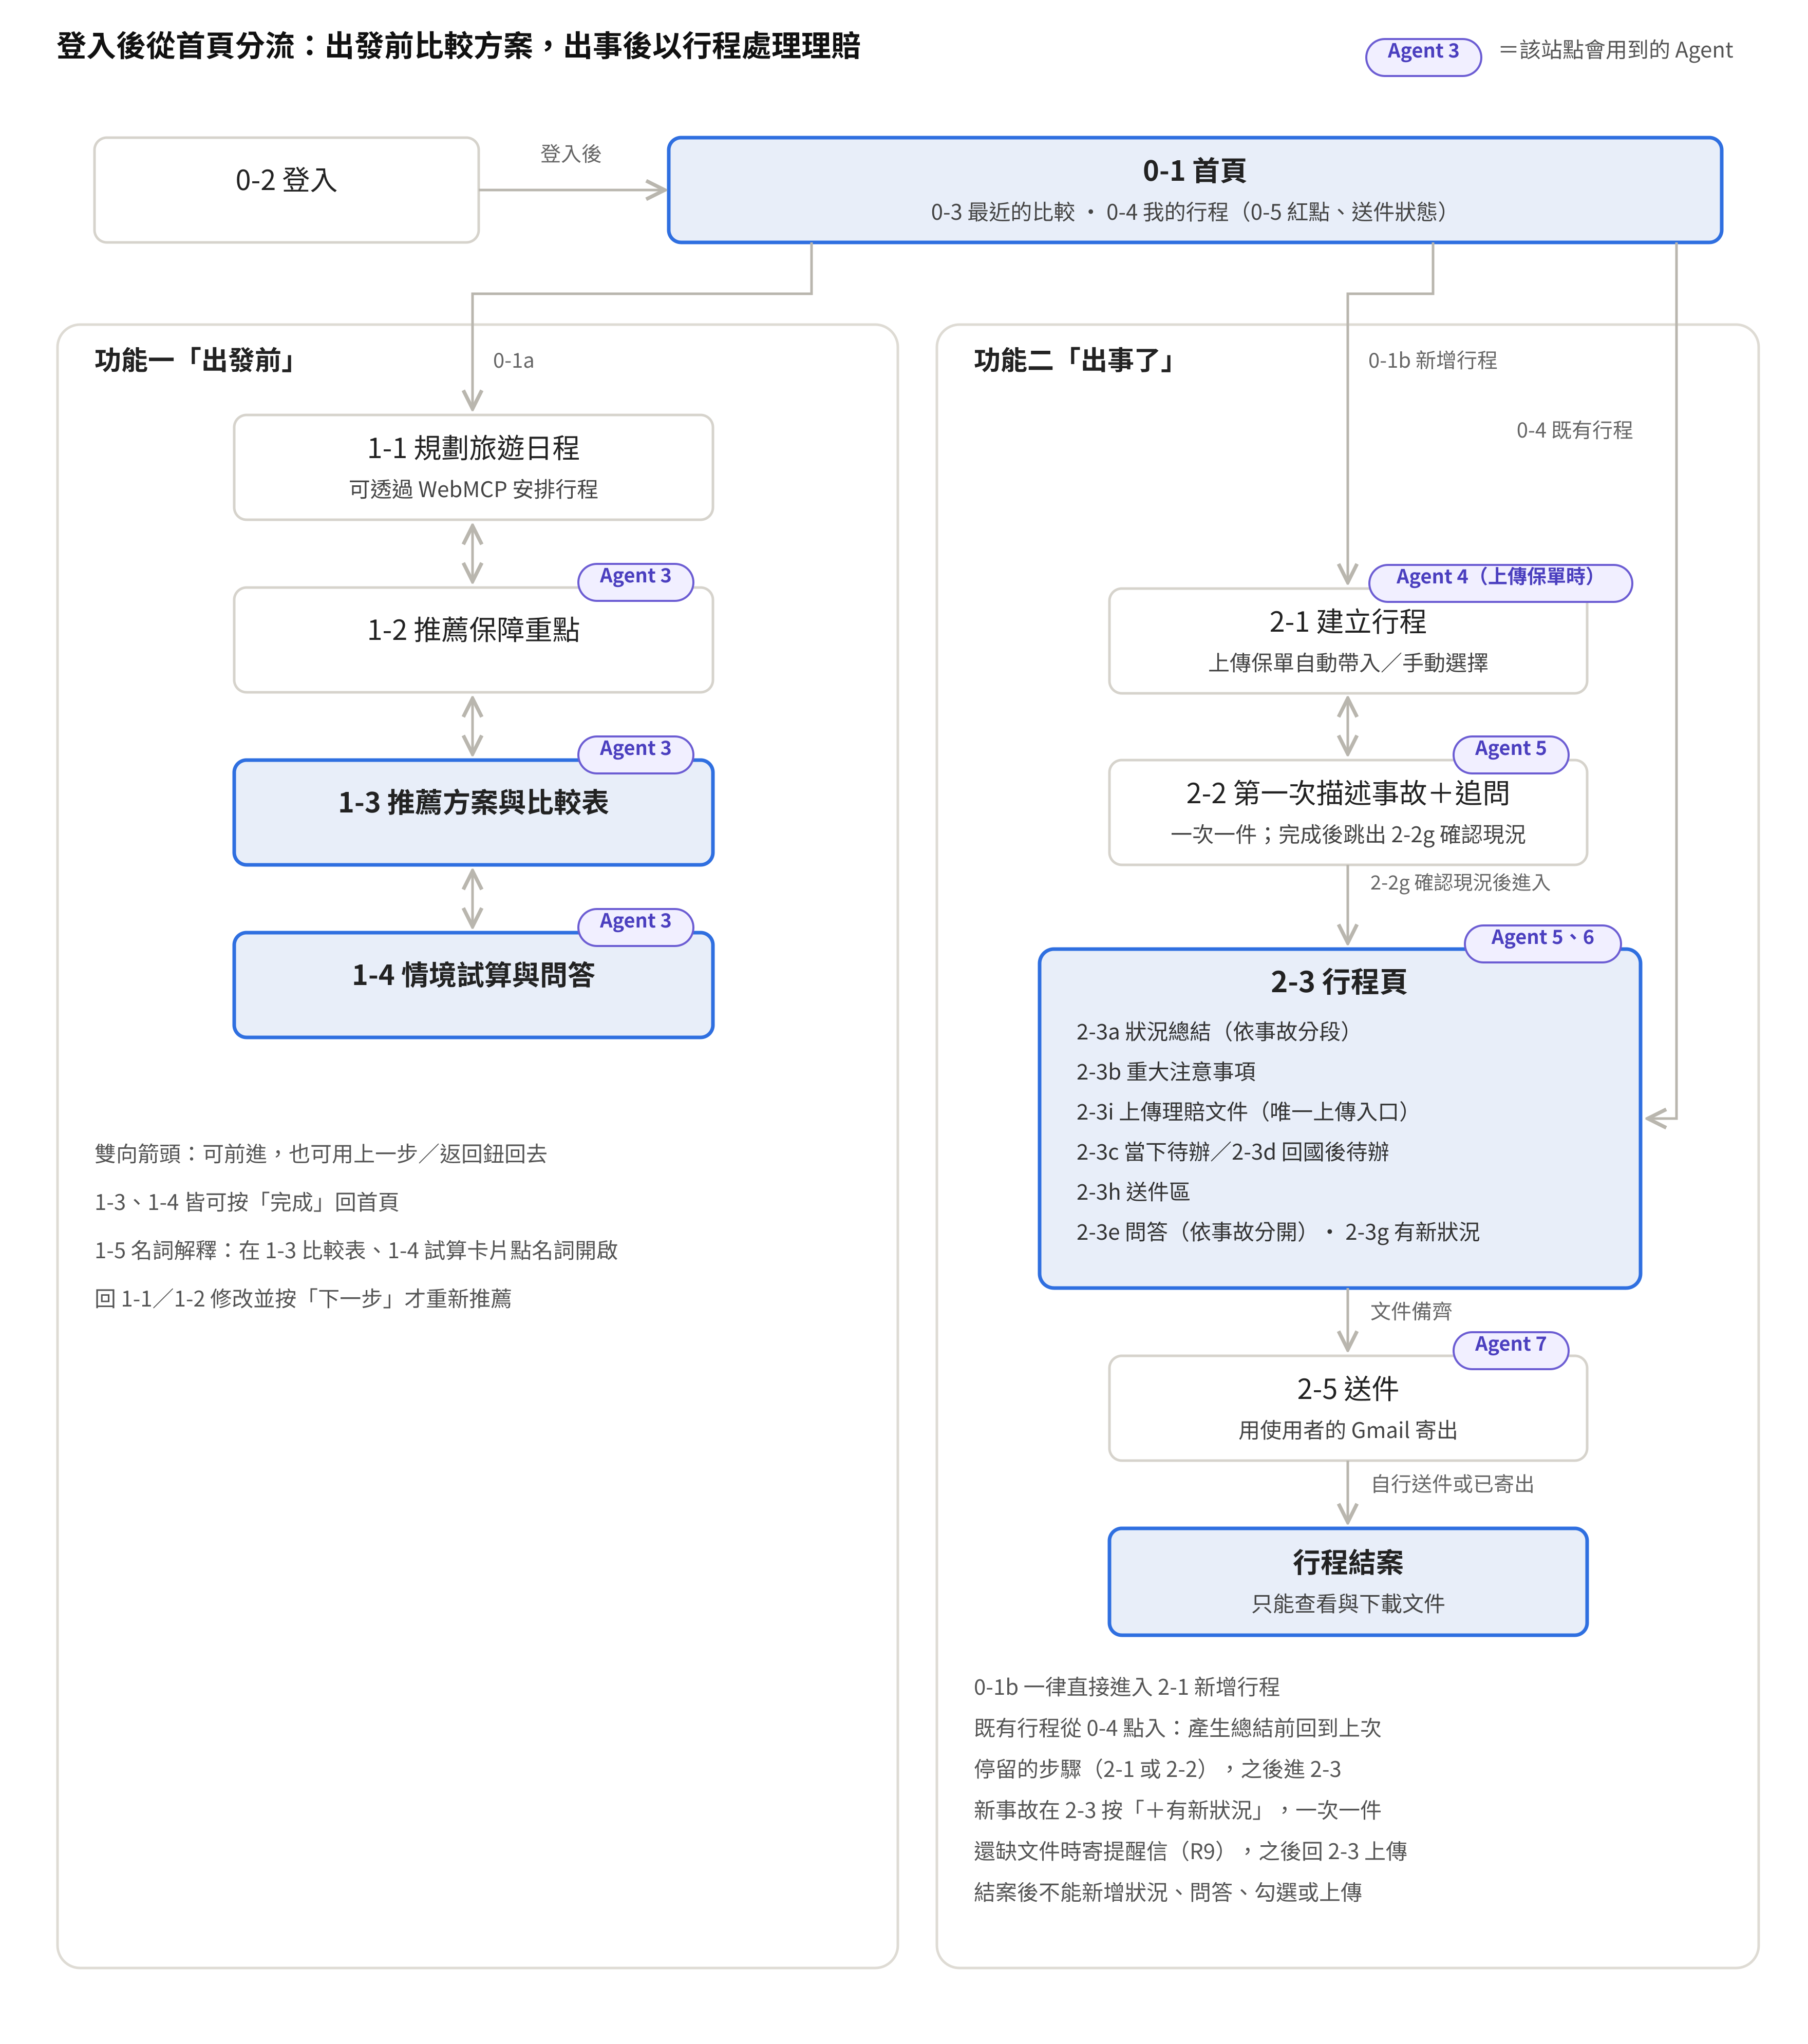 登入後從首頁分流：出發前比較方案，出事後以行程處理理賠
Agent 3 ＝該站點會用到的 Agent
0-2 登入
登入後
0-1 首頁
0-3 最近的比較 ・ 0-4 我的行程（0-5 紅點、送件狀態）
功能一「出發前」
0-1a
1-1 規劃旅遊日程
可透過 WebMCP 安排行程
Agent 3
1-2 推薦保障重點
Agent 3
1-3 推薦方案與比較表
Agent 3
1-4 情境試算與問答
雙向箭頭：可前進，也可用上一步／返回鈕回去
1-3、1-4 皆可按「完成」回首頁
1-5 名詞解釋：在 1-3 比較表、1-4 試算卡片點名詞開啟
回 1-1／1-2 修改並按「下一步」才重新推薦
功能二「出事了」
0-1b 新增行程
0-4 既有行程
Agent 4（上傳保單時）
2-1 建立行程
上傳保單自動帶入／手動選擇
Agent 5
2-2 第一次描述事故＋追問
一次一件；完成後跳出 2-2g 確認現況
2-2g 確認現況後進入
Agent 5、6
2-3 行程頁
2-3a 狀況總結（依事故分段）
2-3b 重大注意事項
2-3i 上傳理賠文件（唯一上傳入口）
2-3c 當下待辦／2-3d 回國後待辦
2-3h 送件區
2-3e 問答（依事故分開）・ 2-3g 有新狀況
文件備齊
Agent 7
2-5 送件
用使用者的 Gmail 寄出
自行送件或已寄出
行程結案
只能查看與下載文件
0-1b 一律直接進入 2-1 新增行程
既有行程從 0-4 點入：產生總結前回到上次
停留的步驟（2-1 或 2-2），之後進 2-3
新事故在 2-3 按「＋有新狀況」，一次一件
還缺文件時寄提醒信（R9），之後回 2-3 上傳
結案後不能新增狀況、問答、勾選或上傳